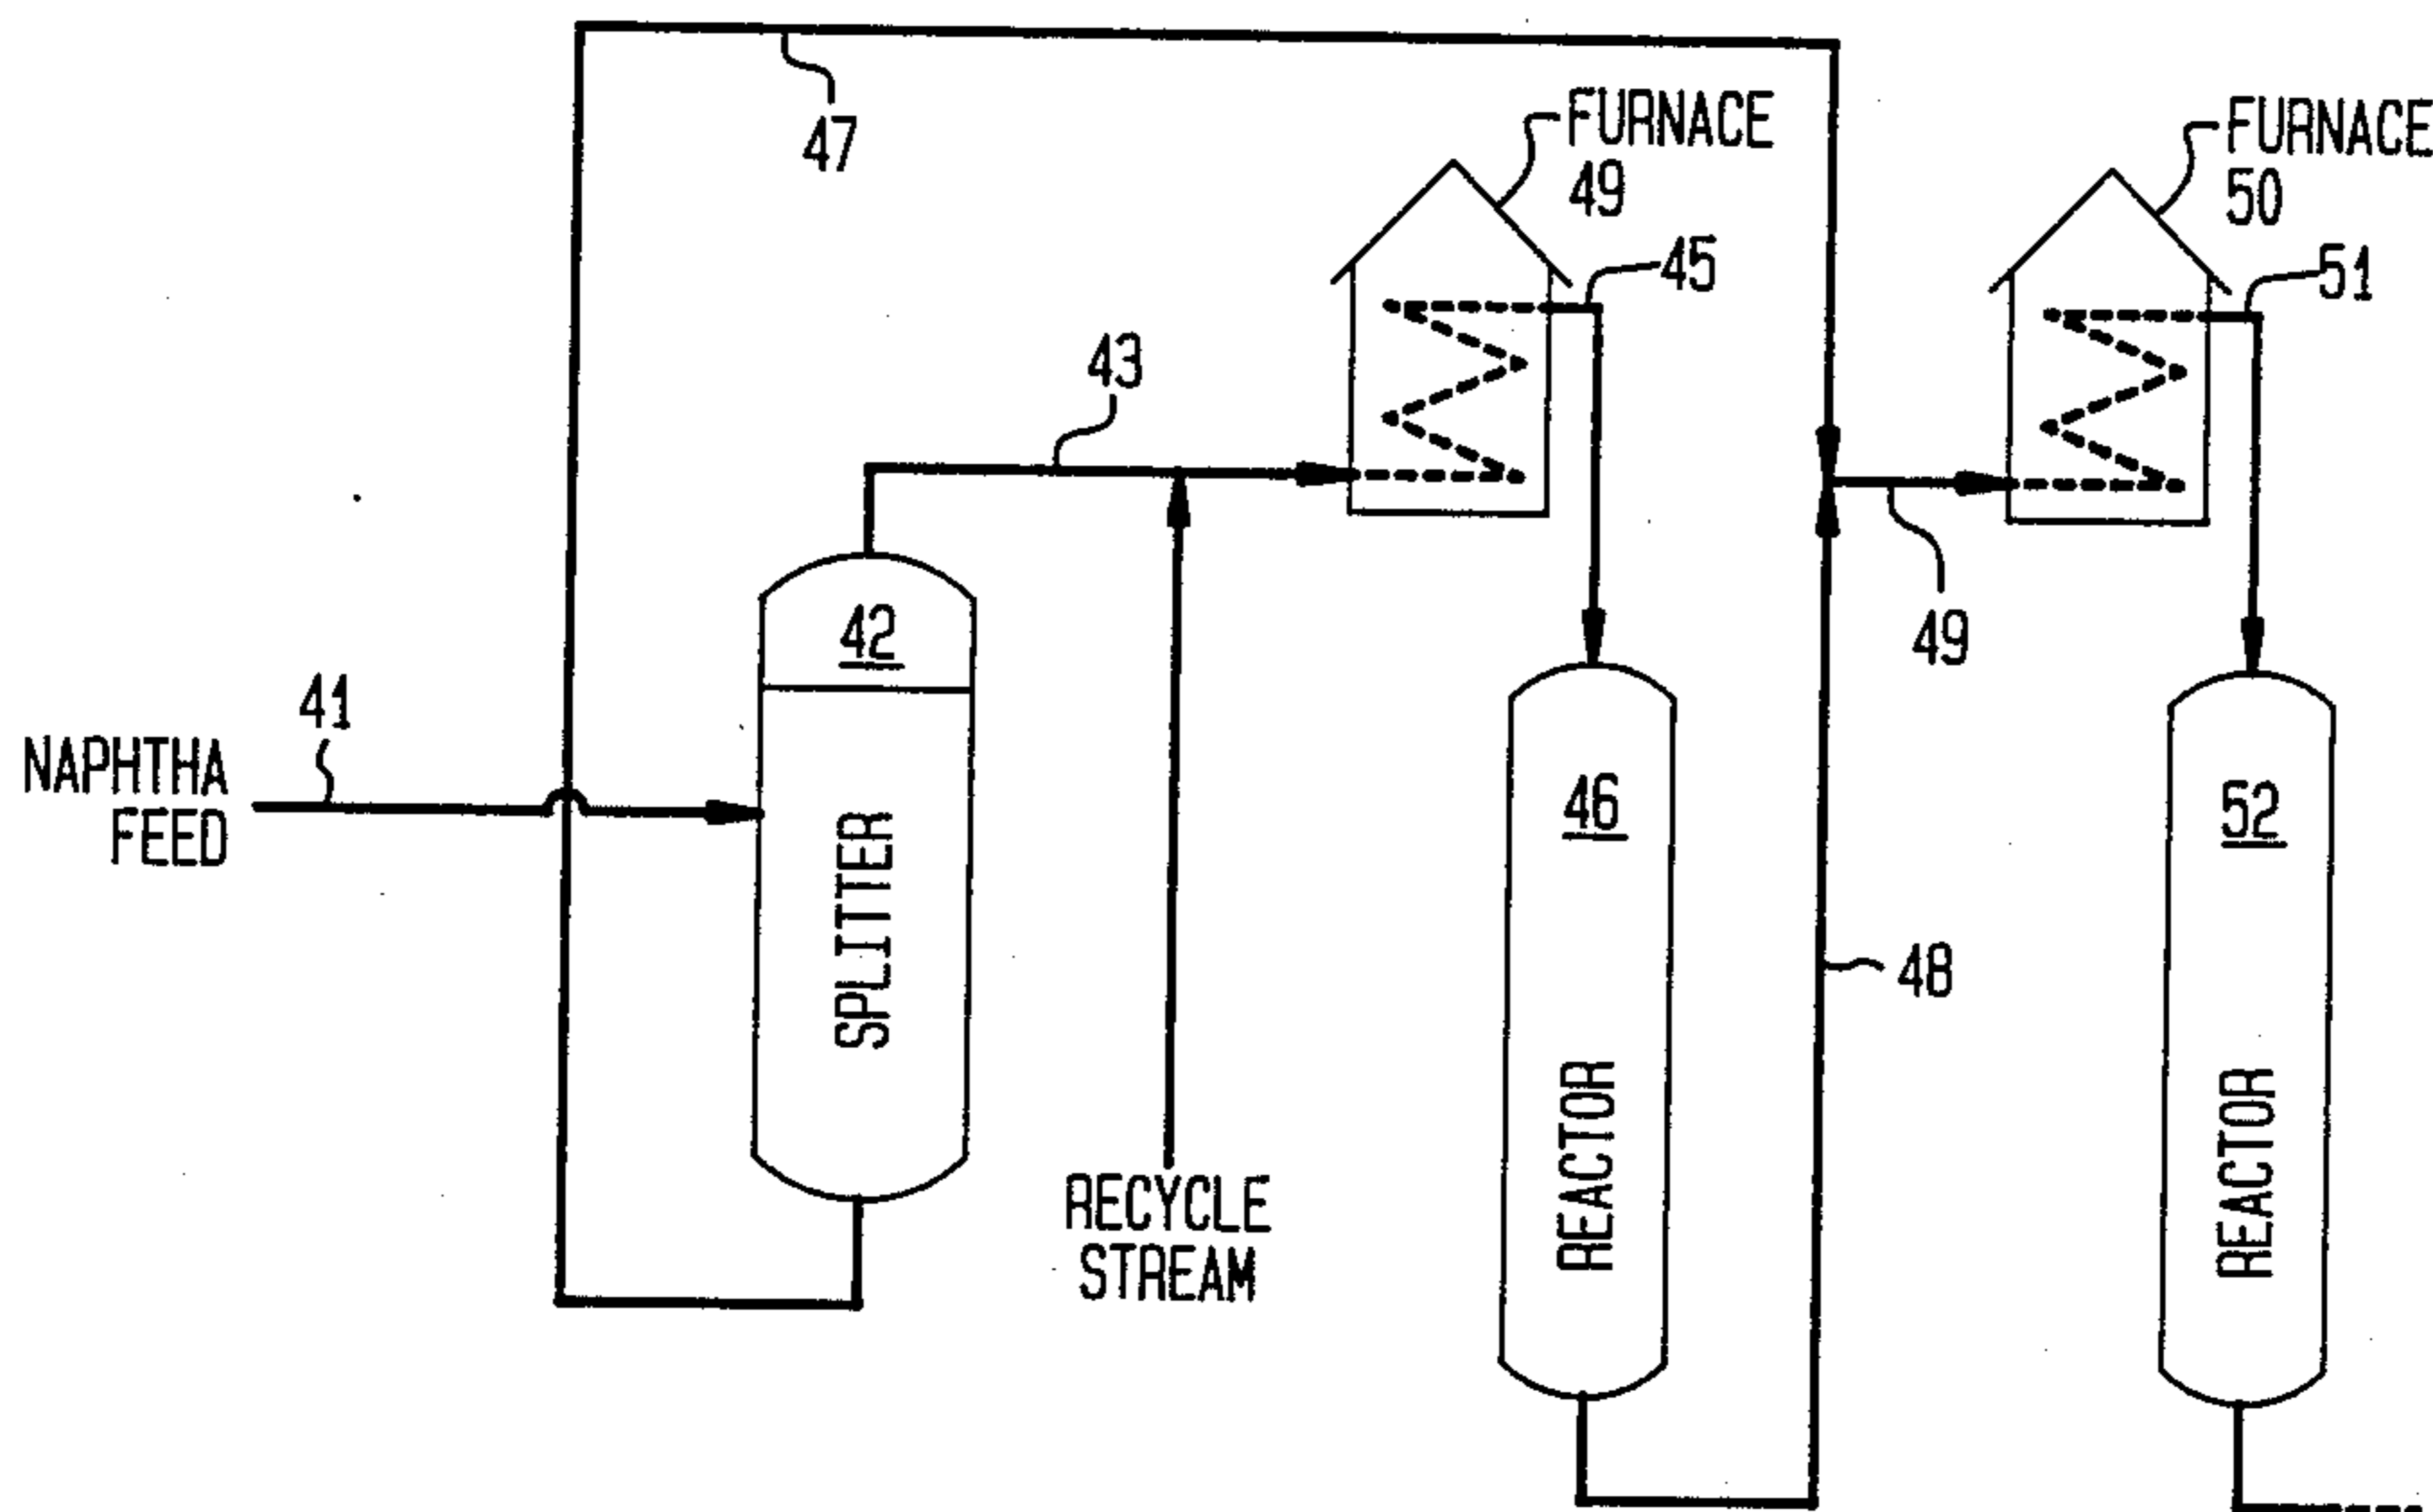 47
FURNACE
49
FURNACE
50
45
51
43
42
41
NAPHTHA
FEED
49
46
52
SPLITTER
48
REACTOR
REACTOR
RECYCLE
STREAM